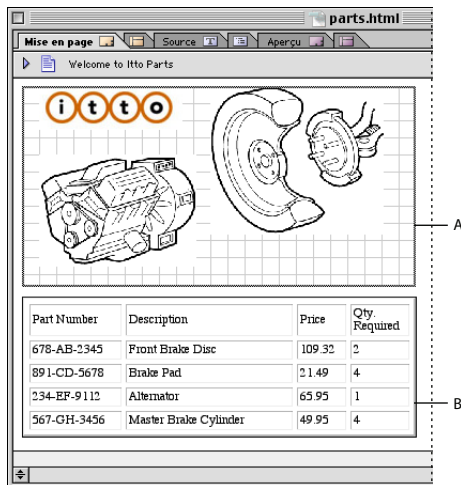 parts.html
Mise en page Source Aperçu
Welcome to Itto Parts
itto
A
Part Number Description Price Qty. Required
678-AB-2345 Front Brake Disc 109.32 2
891-CD-5678 Brake Pad 21.49 4
234-EF-9112 Alternator 65.95 1
567-GH-3456 Master Brake Cylinder 49.95 4
B